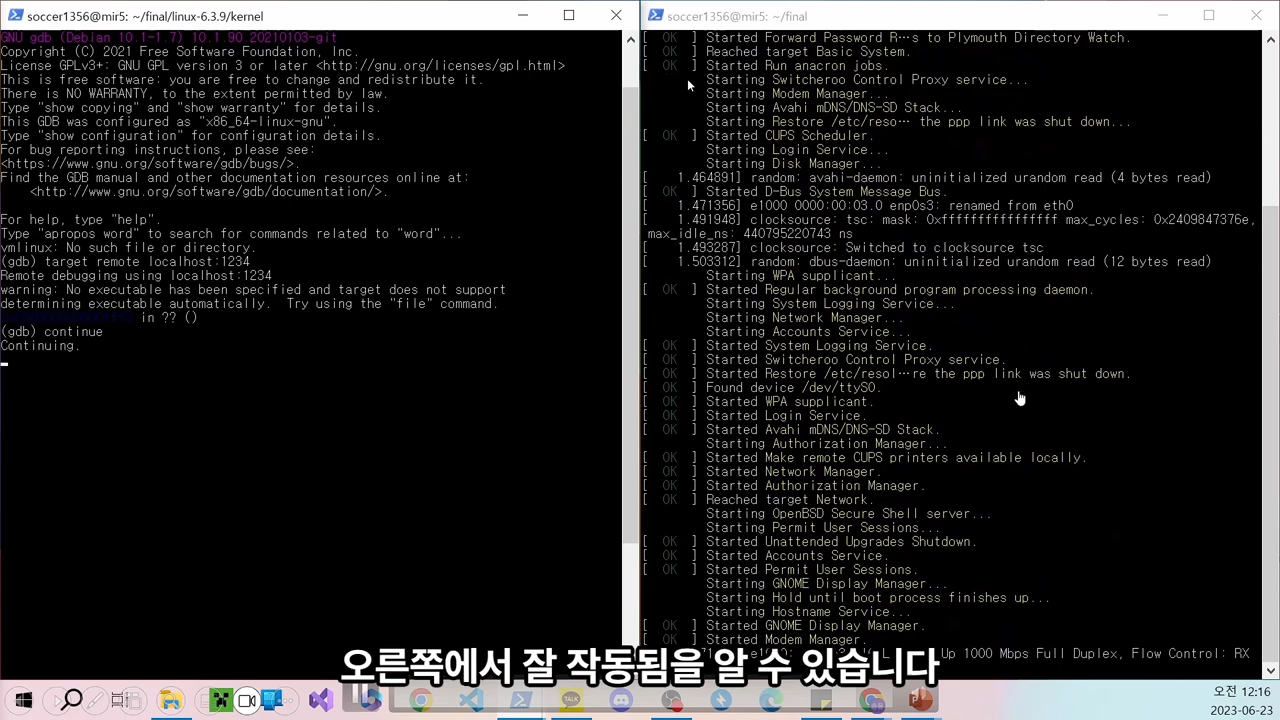 soccer1356@mir5: ~/final/linux-6.3.9/kernel
GNU gdb (Debian 10.1-1.7) 10.1.90.20210103-git
Copyright (C) 2021 Free Software Foundation, Inc.
License GPLv3+: GNU GPL version 3 or later <http://gnu.org/licenses/gpl.html>
This is free software: you are free to change and redistribute it.
There is NO WARRANTY, to the extent permitted by law.
Type "show copying" and "show warranty" for details.
This GDB was configured as "x86_64-linux-gnu".
Type "show configuration" for configuration details.
For bug reporting instructions, please see:
<https://www.gnu.org/software/gdb/bugs/>.
Find the GDB manual and other documentation resources online at:
<http://www.gnu.org/software/gdb/documentation/>.
For help, type "help".
Type "apropos word" to search for commands related to "word"...
vmlinux: No such file or directory.
(gdb) target remote localhost:1234
Remote debugging using localhost:1234
warning: No executable has been specified and target does not support
determining executable automatically.  Try using the "file" command.
in ?? ()
(gdb) continue
Continuing.
soccer1356@mir5: ~/final
[  OK  ] Started Forward Password R…s to Plymouth Directory Watch.
[  OK  ] Reached target Basic System.
[  OK  ] Started Run anacron jobs.
Starting Switcheroo Control Proxy service...
Starting Modem Manager...
Starting Avahi mDNS/DNS-SD Stack...
Starting Restore /etc/reso… the ppp link was shut down...
[  OK  ] Started CUPS Scheduler.
Starting Login Service...
Starting Disk Manager...
[    1.464891] random: avahi-daemon: uninitialized urandom read (4 bytes read)
[  OK  ] Started D-Bus System Message Bus.
[    1.471356] e1000 0000:00:03.0 enp0s3: renamed from eth0
[    1.491948] clocksource: tsc: mask: 0xffffffffffffffff max_cycles: 0x2409847376e,
max_idle_ns: 440795220743 ns
[    1.493287] clocksource: Switched to clocksource tsc
[    1.503312] random: dbus-daemon: uninitialized urandom read (12 bytes read)
Starting WPA supplicant...
[  OK  ] Started Regular background program processing daemon.
Starting System Logging Service...
Starting Network Manager...
Starting Accounts Service...
[  OK  ] Started System Logging Service.
[  OK  ] Started Switcheroo Control Proxy service.
[  OK  ] Started Restore /etc/resol…re the ppp link was shut down.
[  OK  ] Found device /dev/ttyS0.
[  OK  ] Started WPA supplicant.
[  OK  ] Started Login Service.
[  OK  ] Started Avahi mDNS/DNS-SD Stack.
Starting Authorization Manager...
[  OK  ] Started Make remote CUPS printers available locally.
[  OK  ] Started Network Manager.
[  OK  ] Started Authorization Manager.
[  OK  ] Reached target Network.
Starting OpenBSD Secure Shell server...
Starting Permit User Sessions...
[  OK  ] Started Unattended Upgrades Shutdown.
[  OK  ] Started Accounts Service.
[  OK  ] Started Permit User Sessions.
Starting GNOME Display Manager...
Starting Hold until boot process finishes up...
Starting Hostname Service...
[  OK  ] Started GNOME Display Manager.
[  OK  ] Started Modem Manager.
Up 1000 Mbps Full Duplex, Flow Control: RX
오른쪽에서 잘 작동됨을 알 수 있습니다
TALK
오전 12:16
2023-06-23